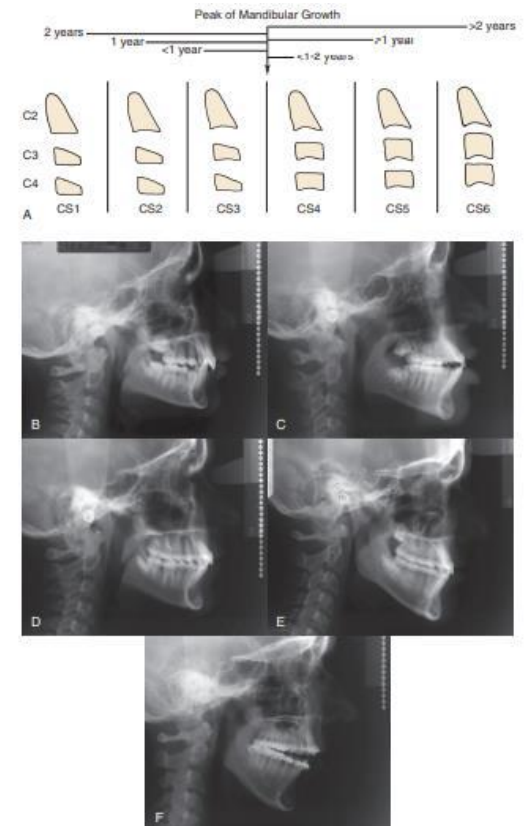 Peak of Mandibular Growth
2 years
>2 years
1 year
>1 year
<1 year
<1-2 years
C2
C3
C4
A
CS1 CS2 CS3 CS4 CS5 CS6
B
C
D
E
F